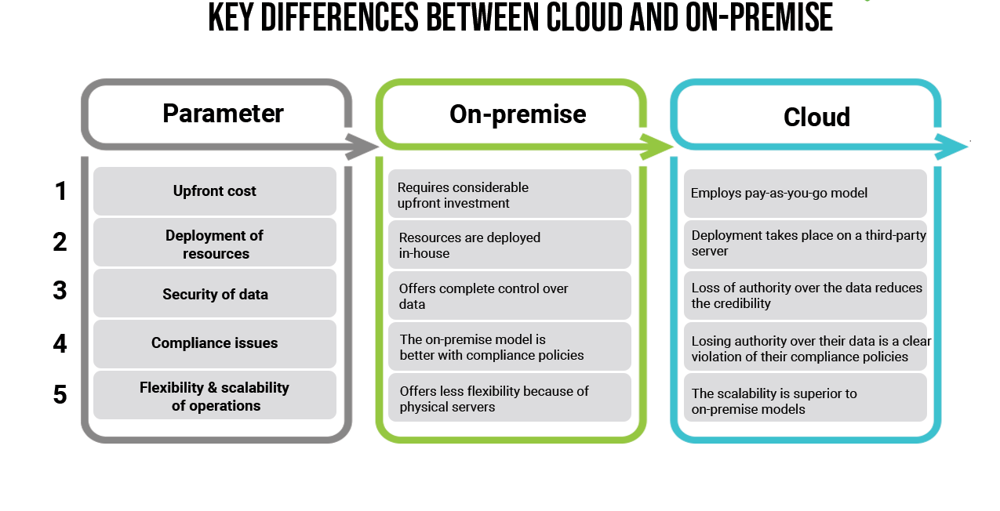 KEY DIFFERENCES BETWEEN CLOUD AND ON-PREMISE
Parameter
On-premise
Cloud
1
Upfront cost
Requires considerable
upfront investment
Employs pay-as-you-go model
2
Deployment of
resources
Resources are deployed
in-house
Deployment takes place on a third-party
server
3
Security of data
Offers complete control over
data
Loss of authority over the data reduces
the credibility
4
Compliance issues
The on-premise model is
better with compliance policies
Losing authority over their data is a clear
violation of their compliance policies
5
Flexibility & scalability
of operations
Offers less flexibility because of
physical servers
The scalability is superior to
on-premise models